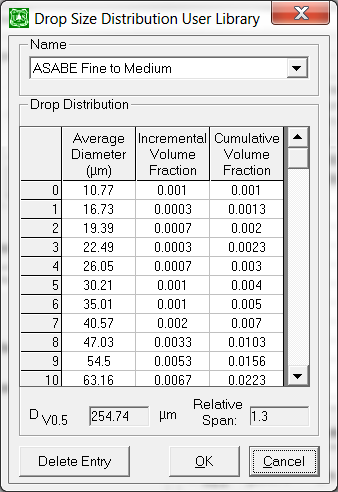 Drop Size Distribution User Library
Name
ASABE Fine to Medium
Drop Distribution
Average Diameter (µm) Incremental Volume Fraction Cumulative Volume Fraction
0 10.77 0.001 0.001
1 16.73 0.0003 0.0013
2 19.39 0.0007 0.002
3 22.49 0.0003 0.0023
4 26.05 0.0007 0.003
5 30.21 0.001 0.004
6 35.01 0.001 0.005
7 40.57 0.002 0.007
8 47.03 0.0033 0.0103
9 54.5 0.0053 0.0156
10 63.16 0.0067 0.0223
D V0.5 254.74 µm Relative Span: 1.3
Delete Entry OK Cancel